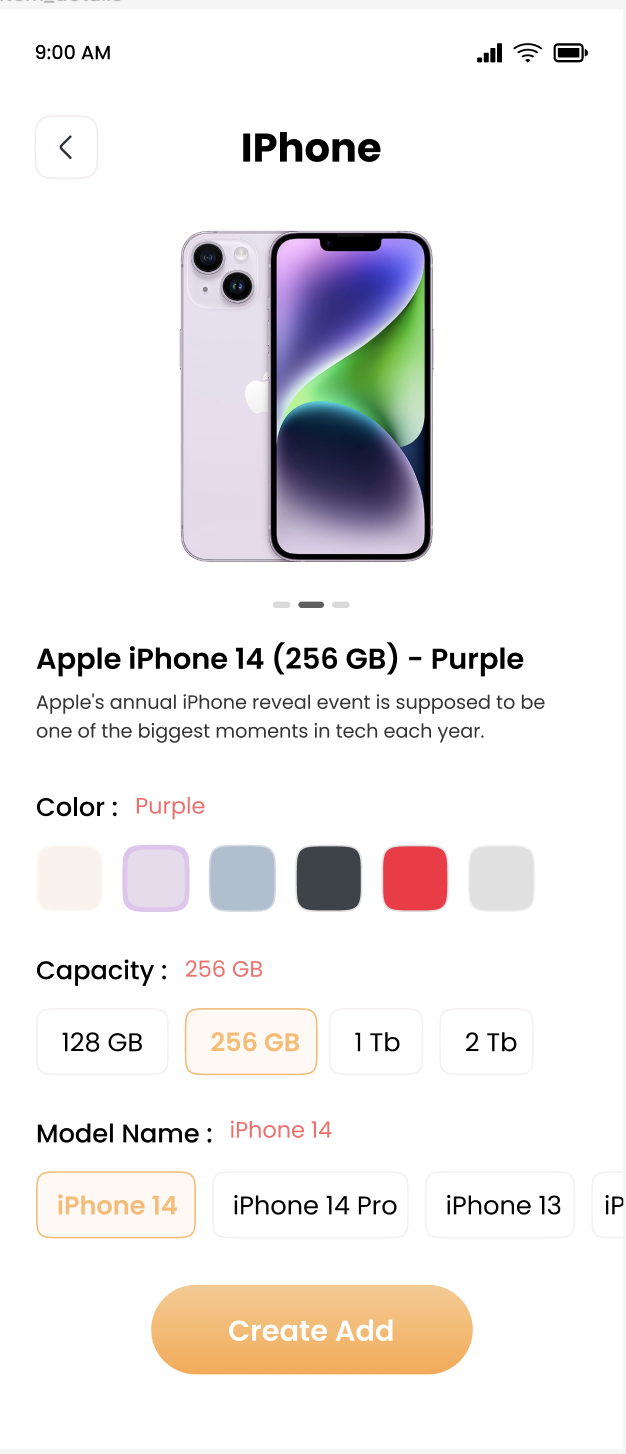 9:00 AM
IPhone
Apple iPhone 14 (256 GB) - Purple
Apple's annual iPhone reveal event is supposed to be
one of the biggest moments in tech each year.
Color : Purple
Capacity : 256 GB
128 GB 256 GB 1 Tb 2 Tb
Model Name : iPhone 14
iPhone 14 iPhone 14 Pro iPhone 13 iP
Create Add